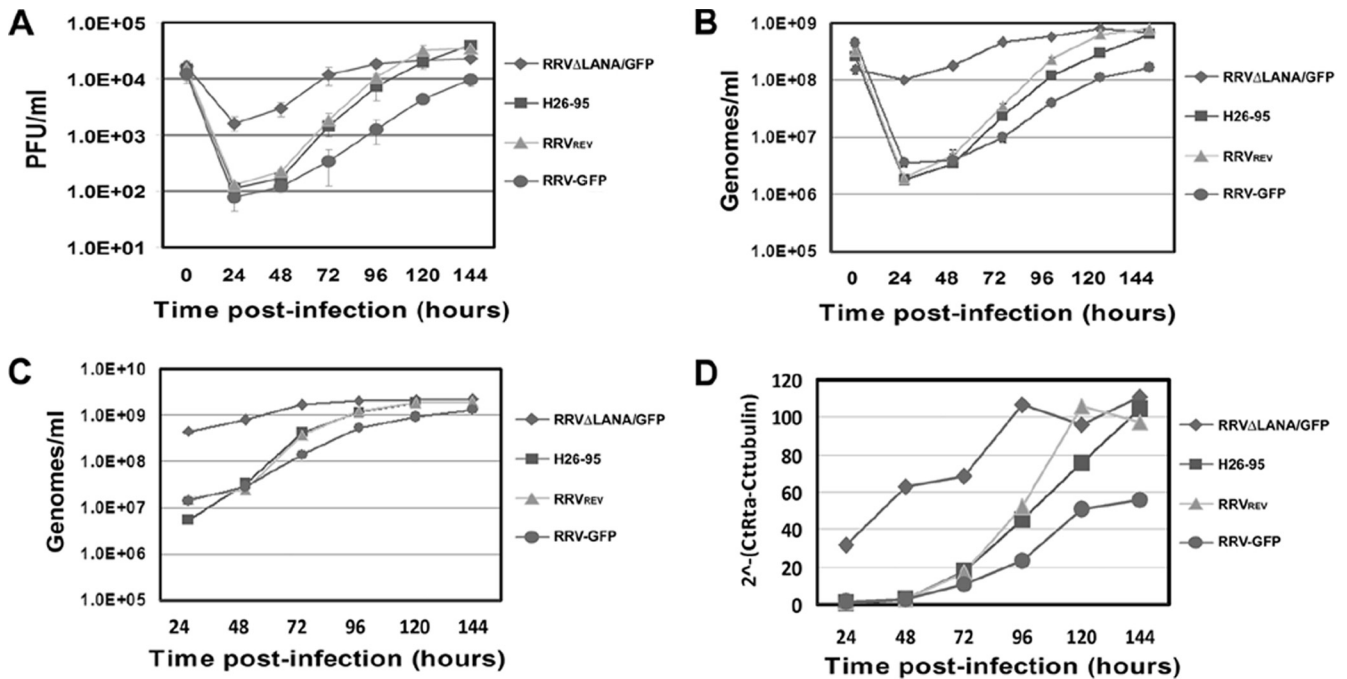 A
PFU/ml
1.0E+05
1.0E+04
1.0E+03
1.0E+02
1.0E+01
0 24 48 72 96 120 144
Time post-infection (hours)
RRVΔLANA/GFP
H26-95
RRVREV
RRV-GFP
B
Genomes/ml
1.0E+09
1.0E+08
1.0E+07
1.0E+06
1.0E+05
0 24 48 72 96 120 144
Time post-infection (hours)
RRVΔLANA/GFP
H26-95
RRVREV
RRV-GFP
C
Genomes/ml
1.0E+10
1.0E+09
1.0E+08
1.0E+07
1.0E+06
1.0E+05
24 48 72 96 120 144
Time post-infection (hours)
RRVΔLANA/GFP
H26-95
RRVREV
RRV-GFP
D
2^-(CtRta-Cttubulin)
120
100
80
60
40
20
0
24 48 72 96 120 144
Time post-infection (hours)
RRVΔLANA/GFP
H26-95
RRVREV
RRV-GFP